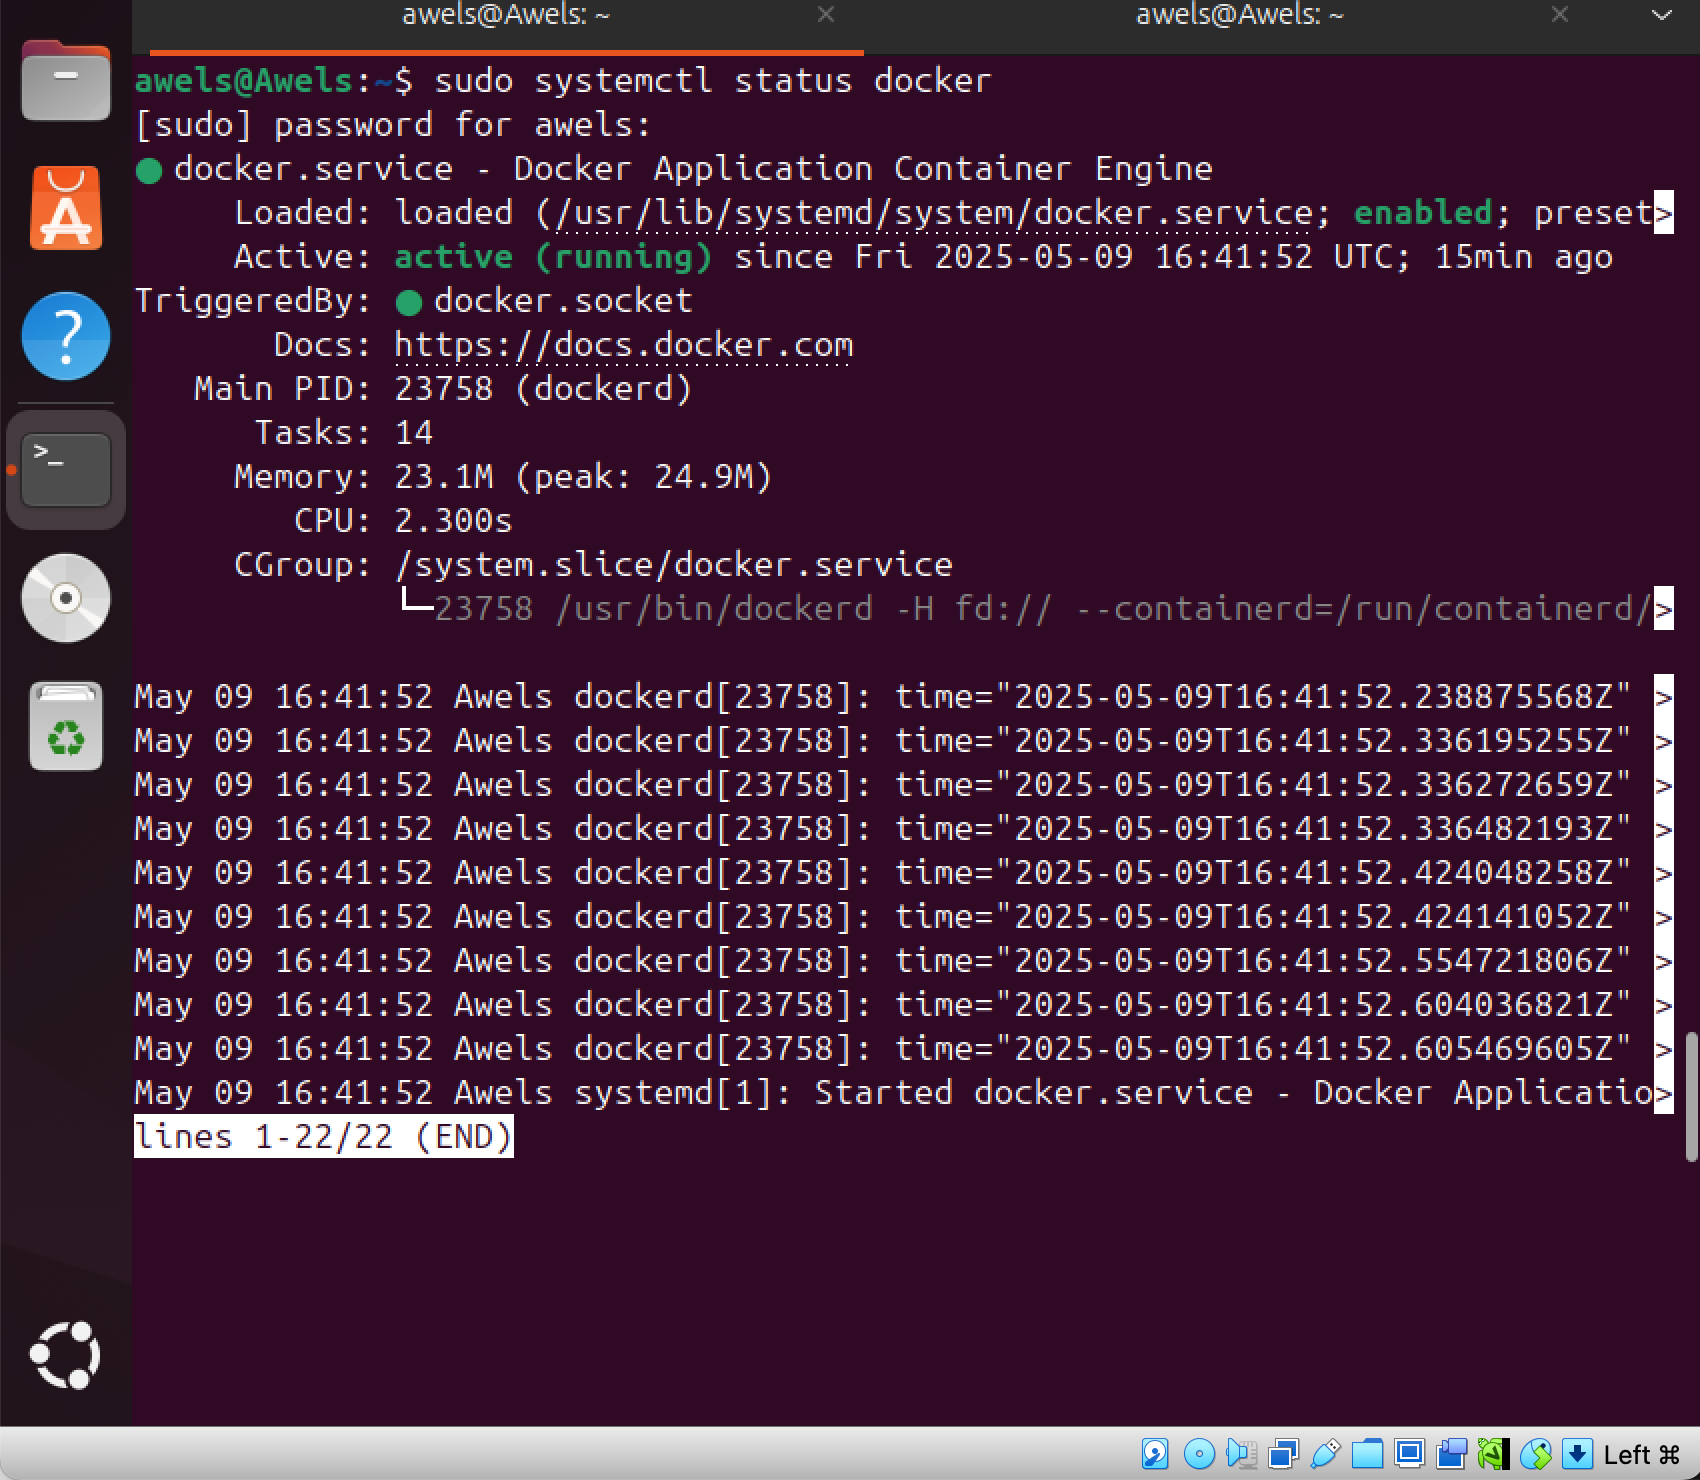 awels@Awels: ~ × awels@Awels: ~ ×
awels@Awels:~$ sudo systemctl status docker
[sudo] password for awels:
● docker.service - Docker Application Container Engine
Loaded: loaded (/usr/lib/systemd/system/docker.service; enabled; preset>
Active: active (running) since Fri 2025-05-09 16:41:52 UTC; 15min ago
TriggeredBy: ● docker.socket
Docs: https://docs.docker.com
Main PID: 23758 (dockerd)
Tasks: 14
Memory: 23.1M (peak: 24.9M)
CPU: 2.300s
CGroup: /system.slice/docker.service
└─23758 /usr/bin/dockerd -H fd:// --containerd=/run/containerd/>
May 09 16:41:52 Awels dockerd[23758]: time="2025-05-09T16:41:52.238875568Z" >
May 09 16:41:52 Awels dockerd[23758]: time="2025-05-09T16:41:52.336195255Z" >
May 09 16:41:52 Awels dockerd[23758]: time="2025-05-09T16:41:52.336272659Z" >
May 09 16:41:52 Awels dockerd[23758]: time="2025-05-09T16:41:52.336482193Z" >
May 09 16:41:52 Awels dockerd[23758]: time="2025-05-09T16:41:52.424048258Z" >
May 09 16:41:52 Awels dockerd[23758]: time="2025-05-09T16:41:52.424141052Z" >
May 09 16:41:52 Awels dockerd[23758]: time="2025-05-09T16:41:52.554721806Z" >
May 09 16:41:52 Awels dockerd[23758]: time="2025-05-09T16:41:52.604036821Z" >
May 09 16:41:52 Awels dockerd[23758]: time="2025-05-09T16:41:52.605469605Z" >
May 09 16:41:52 Awels systemd[1]: Started docker.service - Docker Applicatio>
lines 1-22/22 (END)
Left ⌘